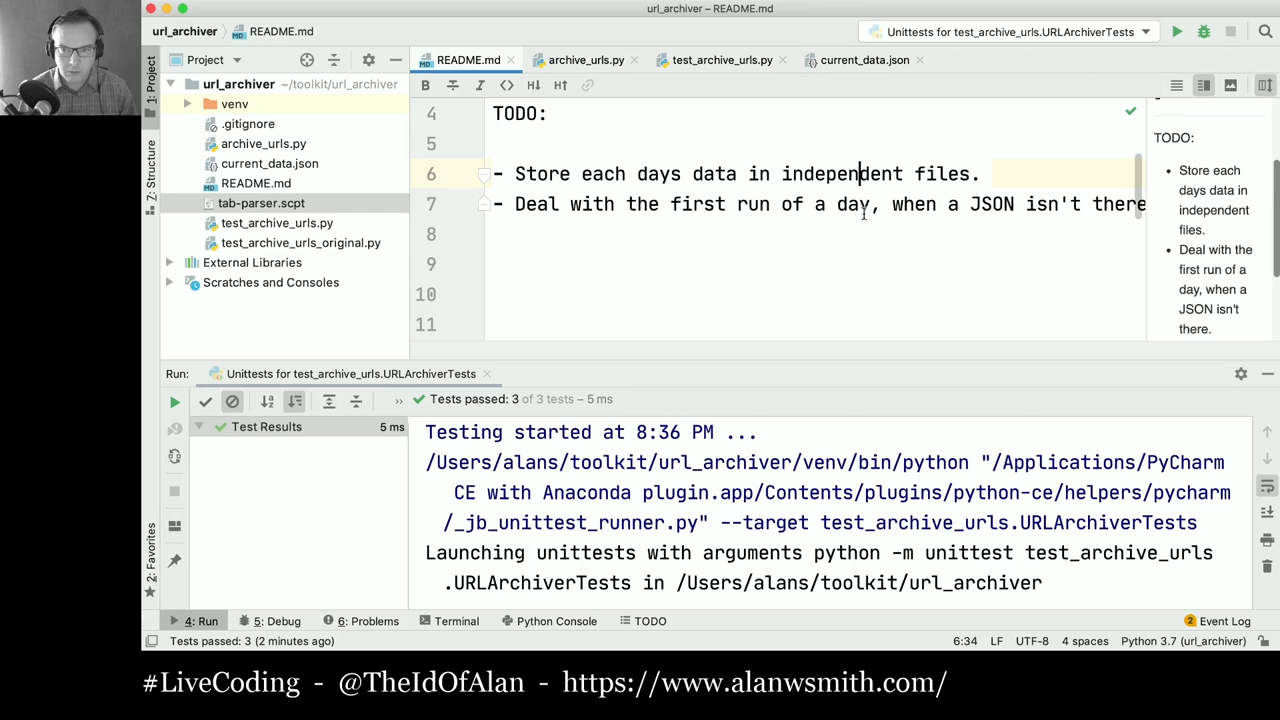 url_archiver – README.md
url_archiver
README.md
Unittests for test_archive_urls.URLArchiverTests
1: Project
Project
README.md
archive_urls.py
test_archive_urls.py
current_data.json
url_archiver ~/toolkit/url_archiver
venv
.gitignore
archive_urls.py
current_data.json
README.md
tab-parser.scpt
test_archive_urls.py
test_archive_urls_original.py
External Libraries
Scratches and Consoles
Z: Structure
4 TODO:
5
6 - Store each days data in independent files.
7 - Deal with the first run of a day, when a JSON isn't there
8
9
10
11
TODO:
• Store each
days data in
independent
files.
• Deal with the
first run of a
day, when a
JSON isn't
there.
Run:
Unittests for test_archive_urls.URLArchiverTests
Tests passed: 3 of 3 tests – 5 ms
Test Results 5 ms
Testing started at 8:36 PM ...
/Users/alans/toolkit/url_archiver/venv/bin/python "/Applications/PyCharm
CE with Anaconda plugin.app/Contents/plugins/python-ce/helpers/pycharm
/_jb_unittest_runner.py" --target test_archive_urls.URLArchiverTests
Launching unittests with arguments python -m unittest test_archive_urls
.URLArchiverTests in /Users/alans/toolkit/url_archiver
2: Favorites
4: Run
5: Debug
6: Problems
Terminal
Python Console
TODO
2 Event Log
Tests passed: 3 (2 minutes ago)
6:34 LF UTF-8 4 spaces Python 3.7 (url_archiver)
#LiveCoding - @TheIdOfAlan - https://www.alanwsmith.com/